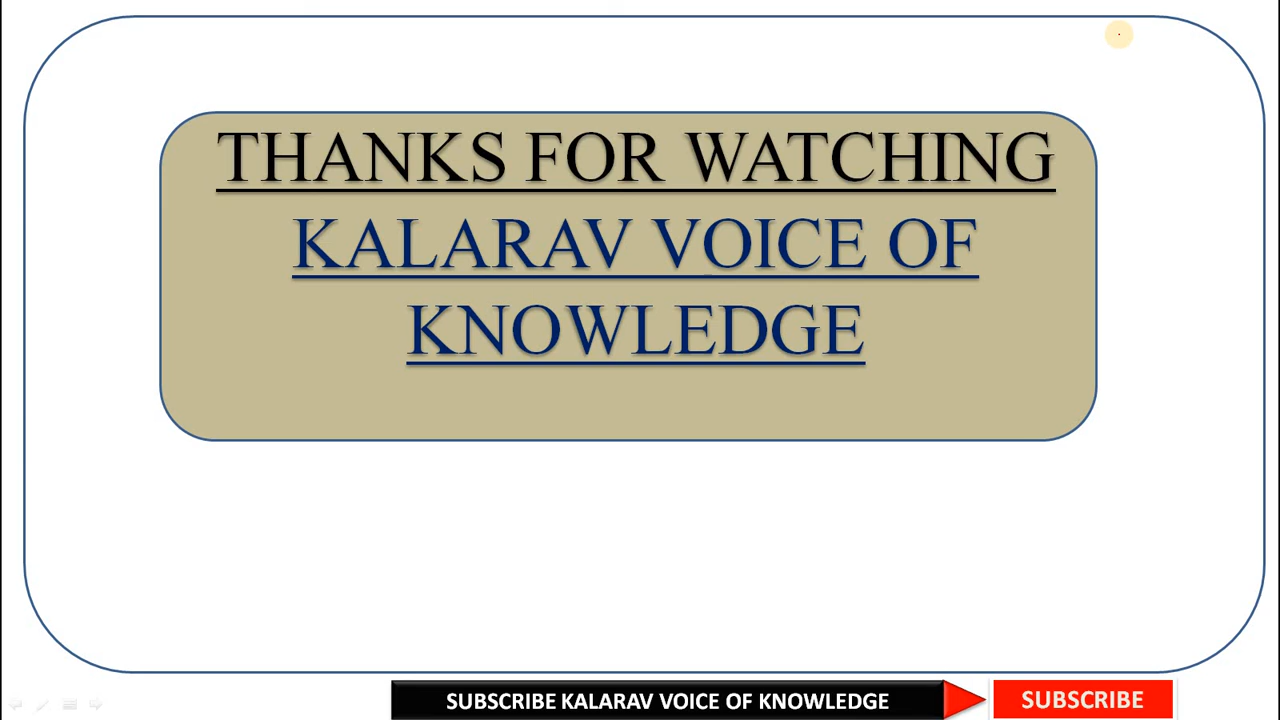 THANKS FOR WATCHING
KALARAV VOICE OF
KNOWLEDGE
SUBSCRIBE KALARAV VOICE OF KNOWLEDGE
SUBSCRIBE